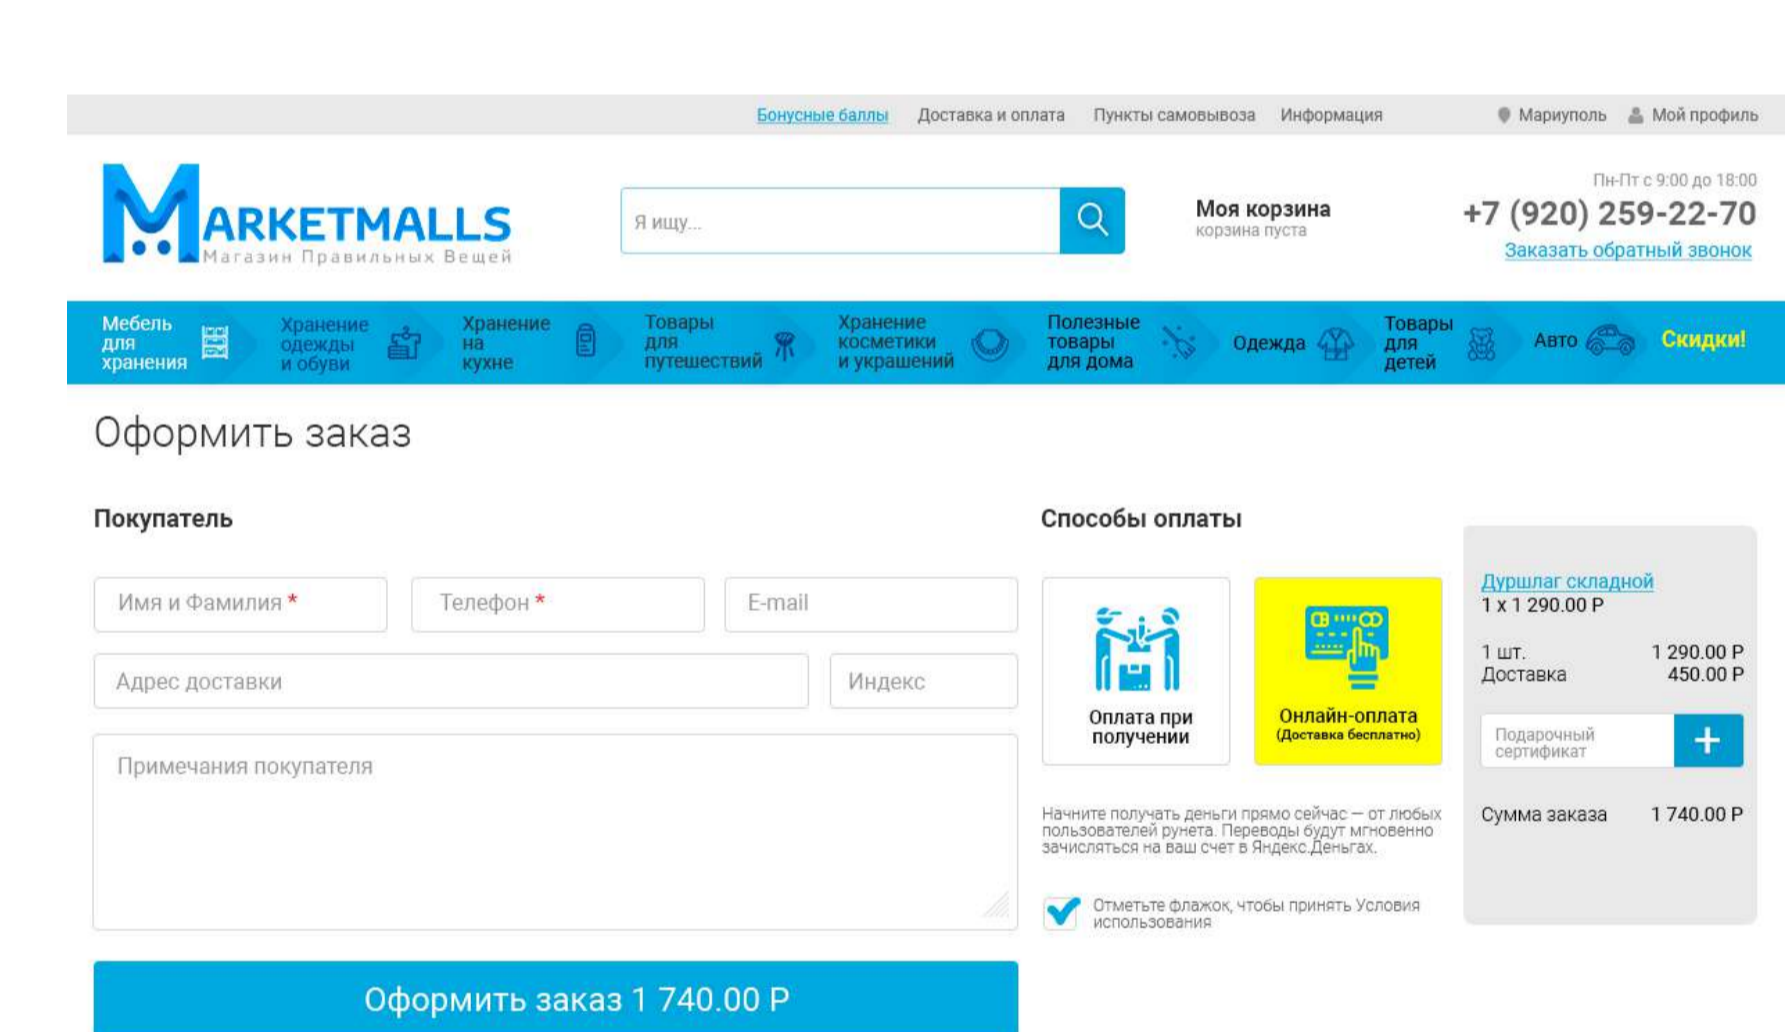 Бонусные баллы Доставка и оплата Пункты самовывоза Информация Мариуполь Мой профиль
MARKETMALLS
Магазин Правильных Вещей
Я ищу...
Моя корзина
корзина пуста
Пн-Пт с 9:00 до 18:00
+7 (920) 259-22-70
Заказать обратный звонок
Мебель
для
хранения
Хранение
одежды
и обуви
Хранение
на
кухне
Товары
для
путешествий
Хранение
косметики
и украшений
Полезные
товары
для дома
Одежда
Товары
для
детей
Авто
Скидки!
Оформить заказ
Покупатель
Имя и Фамилия * Телефон * E-mail
Адрес доставки Индекс
Примечания покупателя
Оформить заказ 1 740.00 Р
Способы оплаты
Оплата при
получении
Онлайн-оплата
(Доставка бесплатно)
Начните получать деньги прямо сейчас — от любых
пользователей рунета. Переводы будут мгновенно
зачисляться на ваш счет в Яндекс.Деньгах.
Отметьте флажок, чтобы принять Условия
использования
Дуршлаг складной
1 x 1 290.00 Р
1 шт. 1 290.00 Р
Доставка 450.00 Р
Подарочный
сертификат
+
Сумма заказа 1 740.00 Р